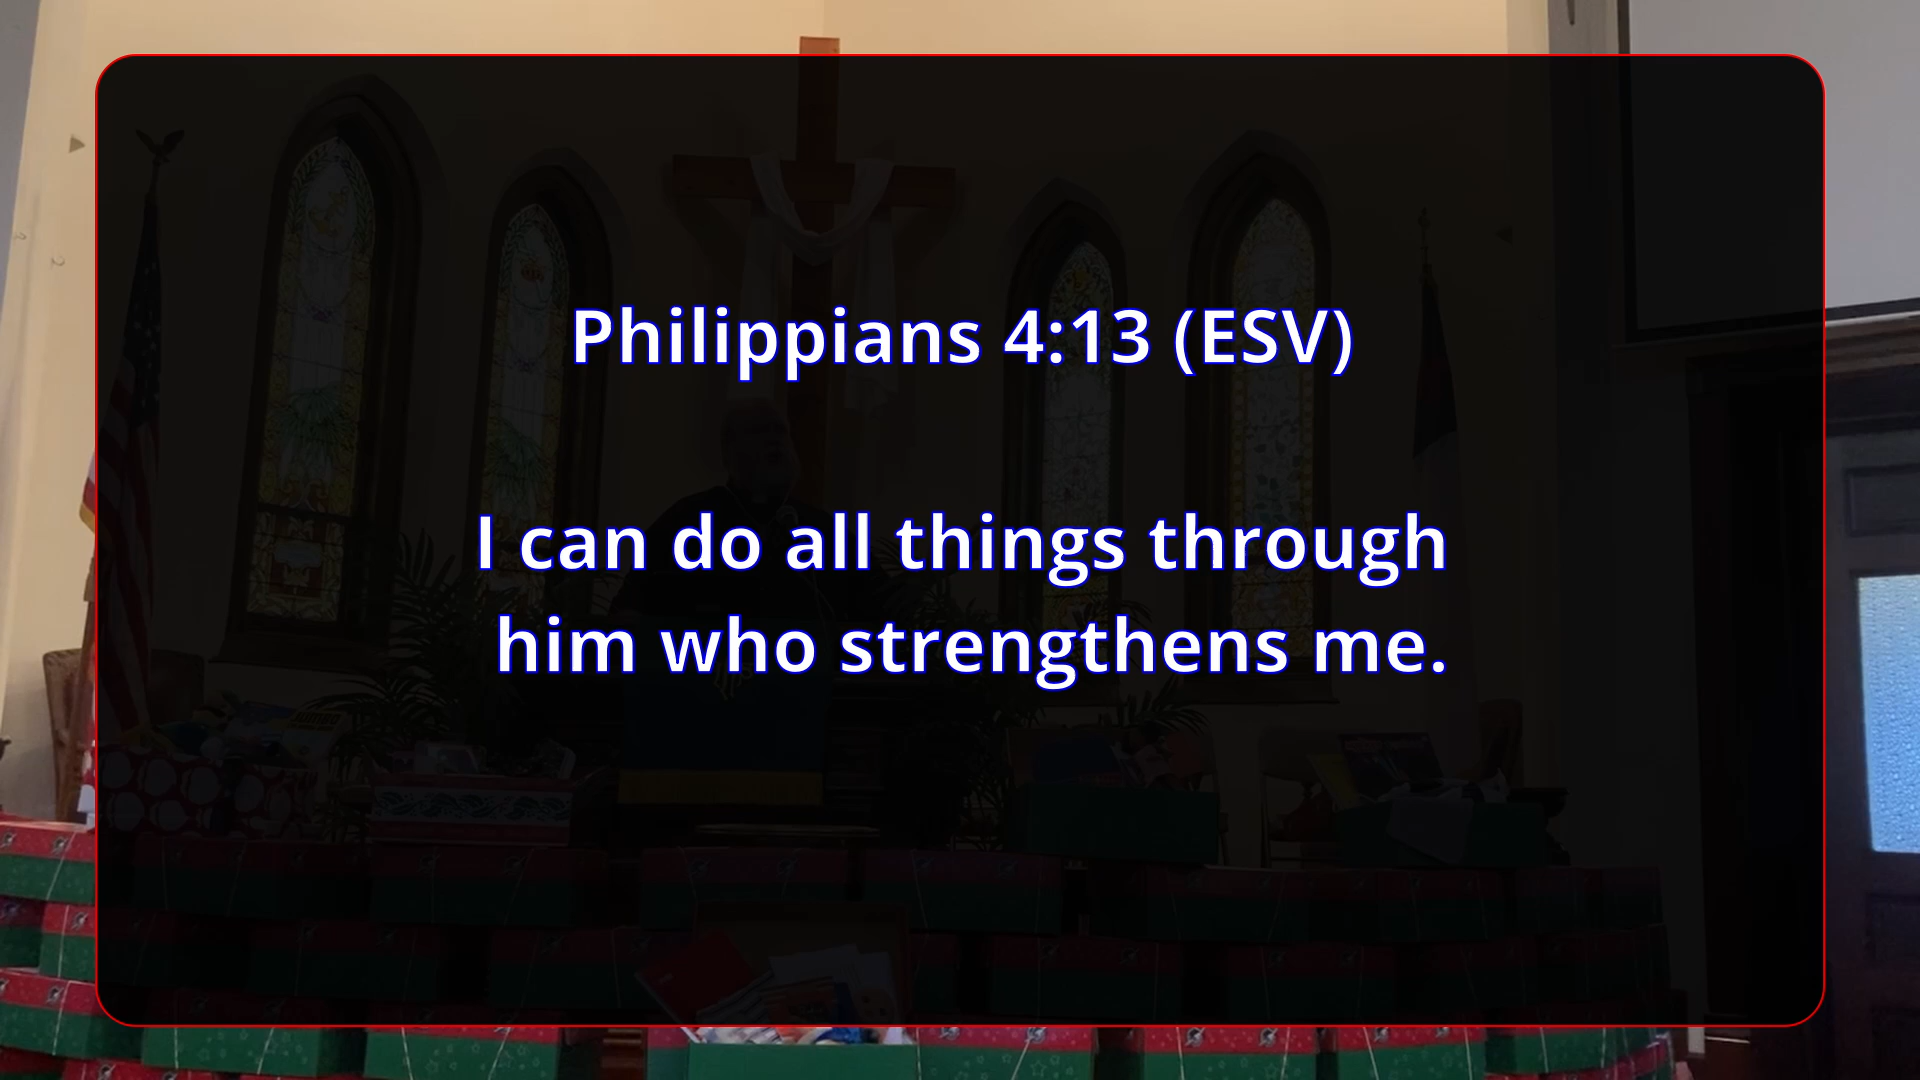 Philippians 4:13 (ESV)
I can do all things through
him who strengthens me.